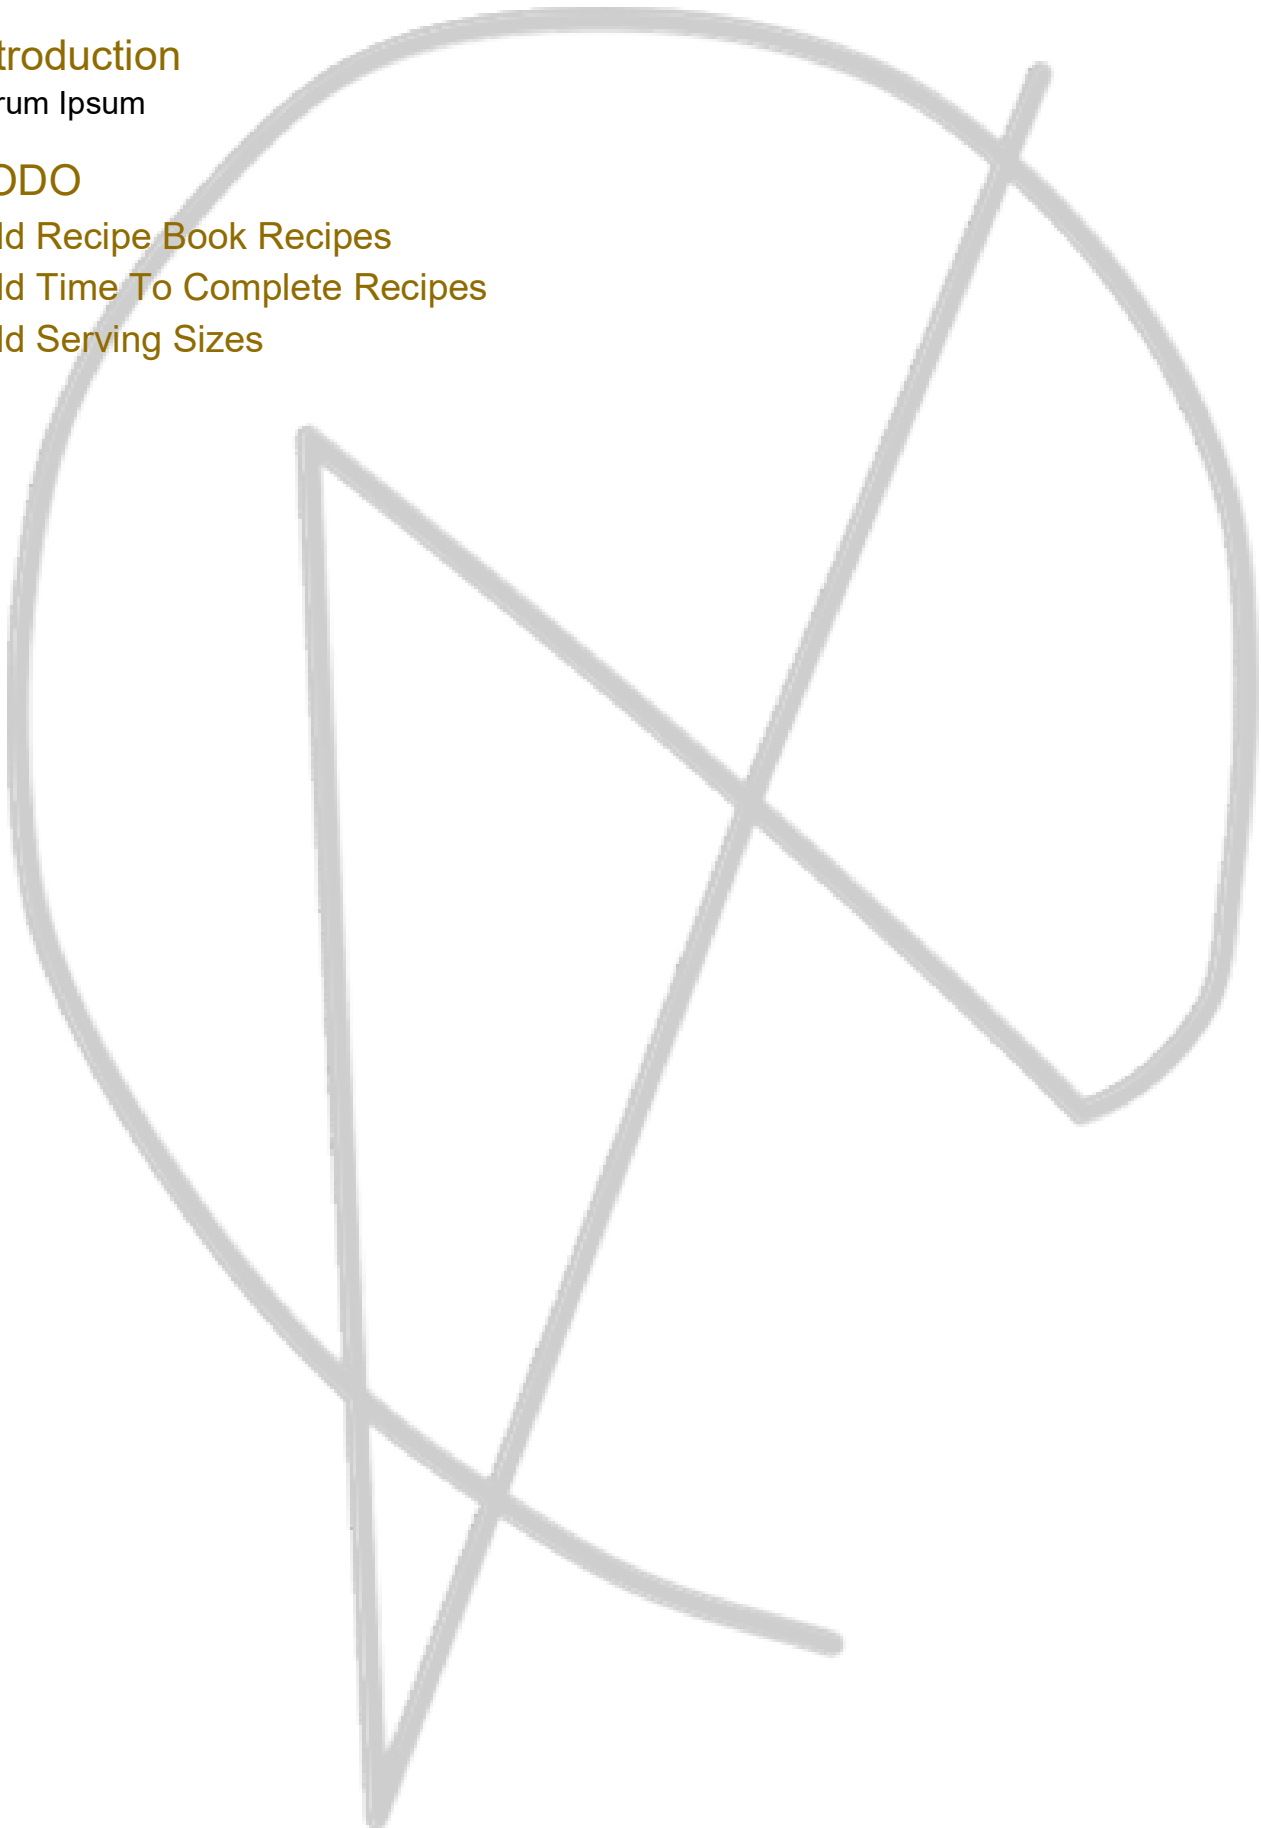 troduction
rum Ipsum
ODO
ld Recipe Book Recipes
ld Time To Complete Recipes
ld Serving Sizes